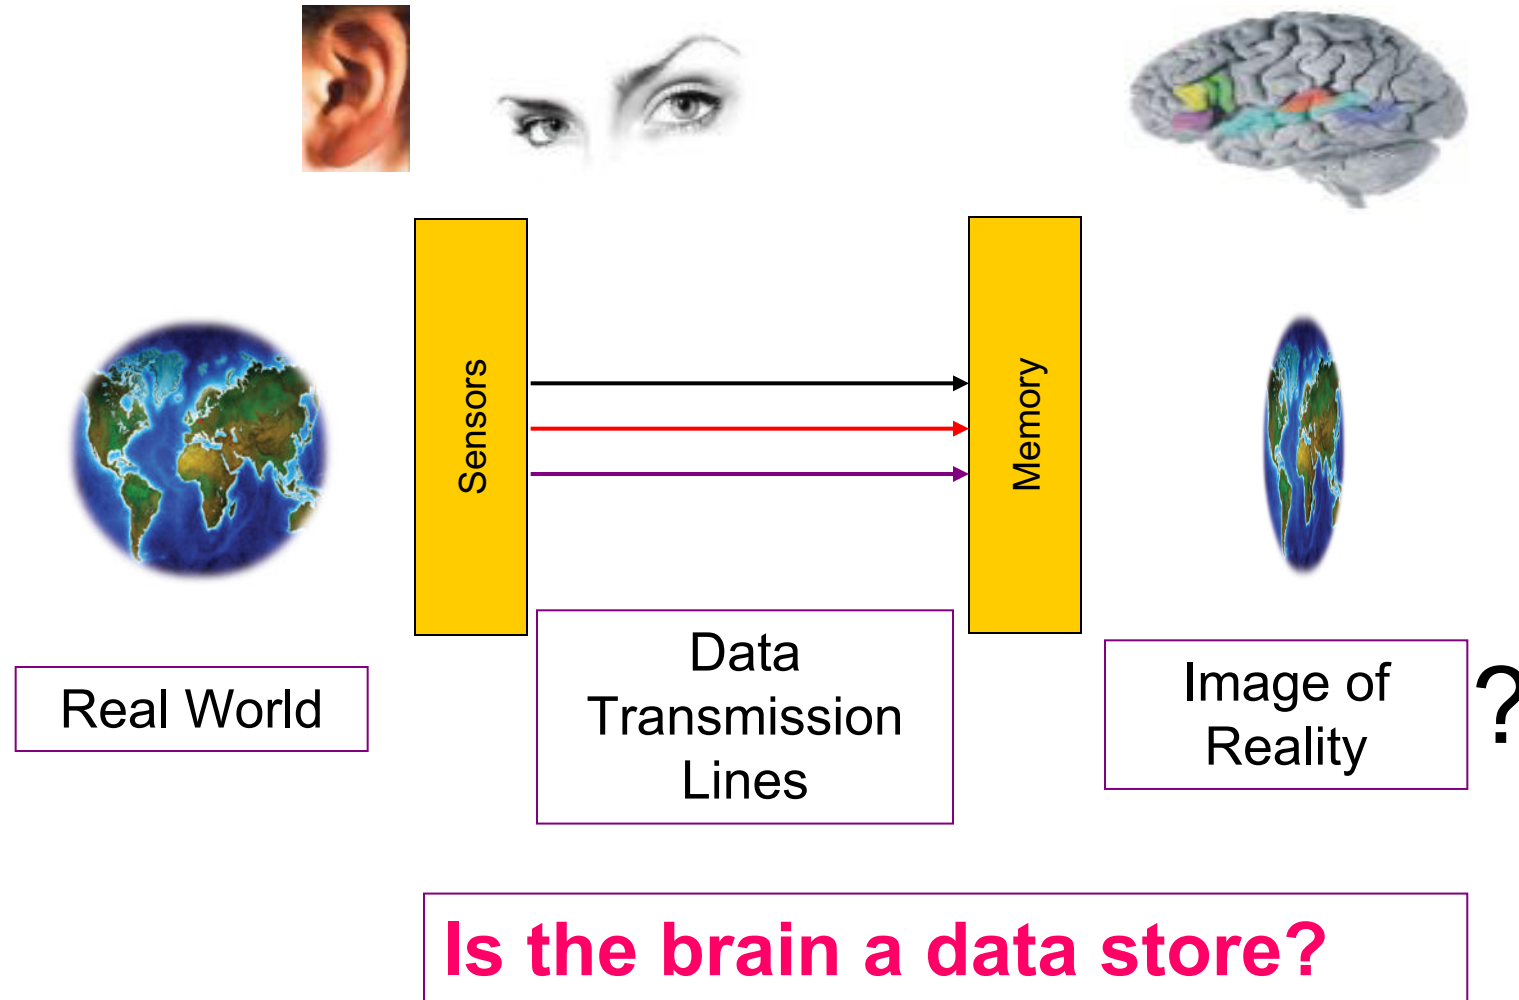 Sensors
Memory
Real World
Data
Transmission
Lines
Image of
Reality
?
Is the brain a data store?